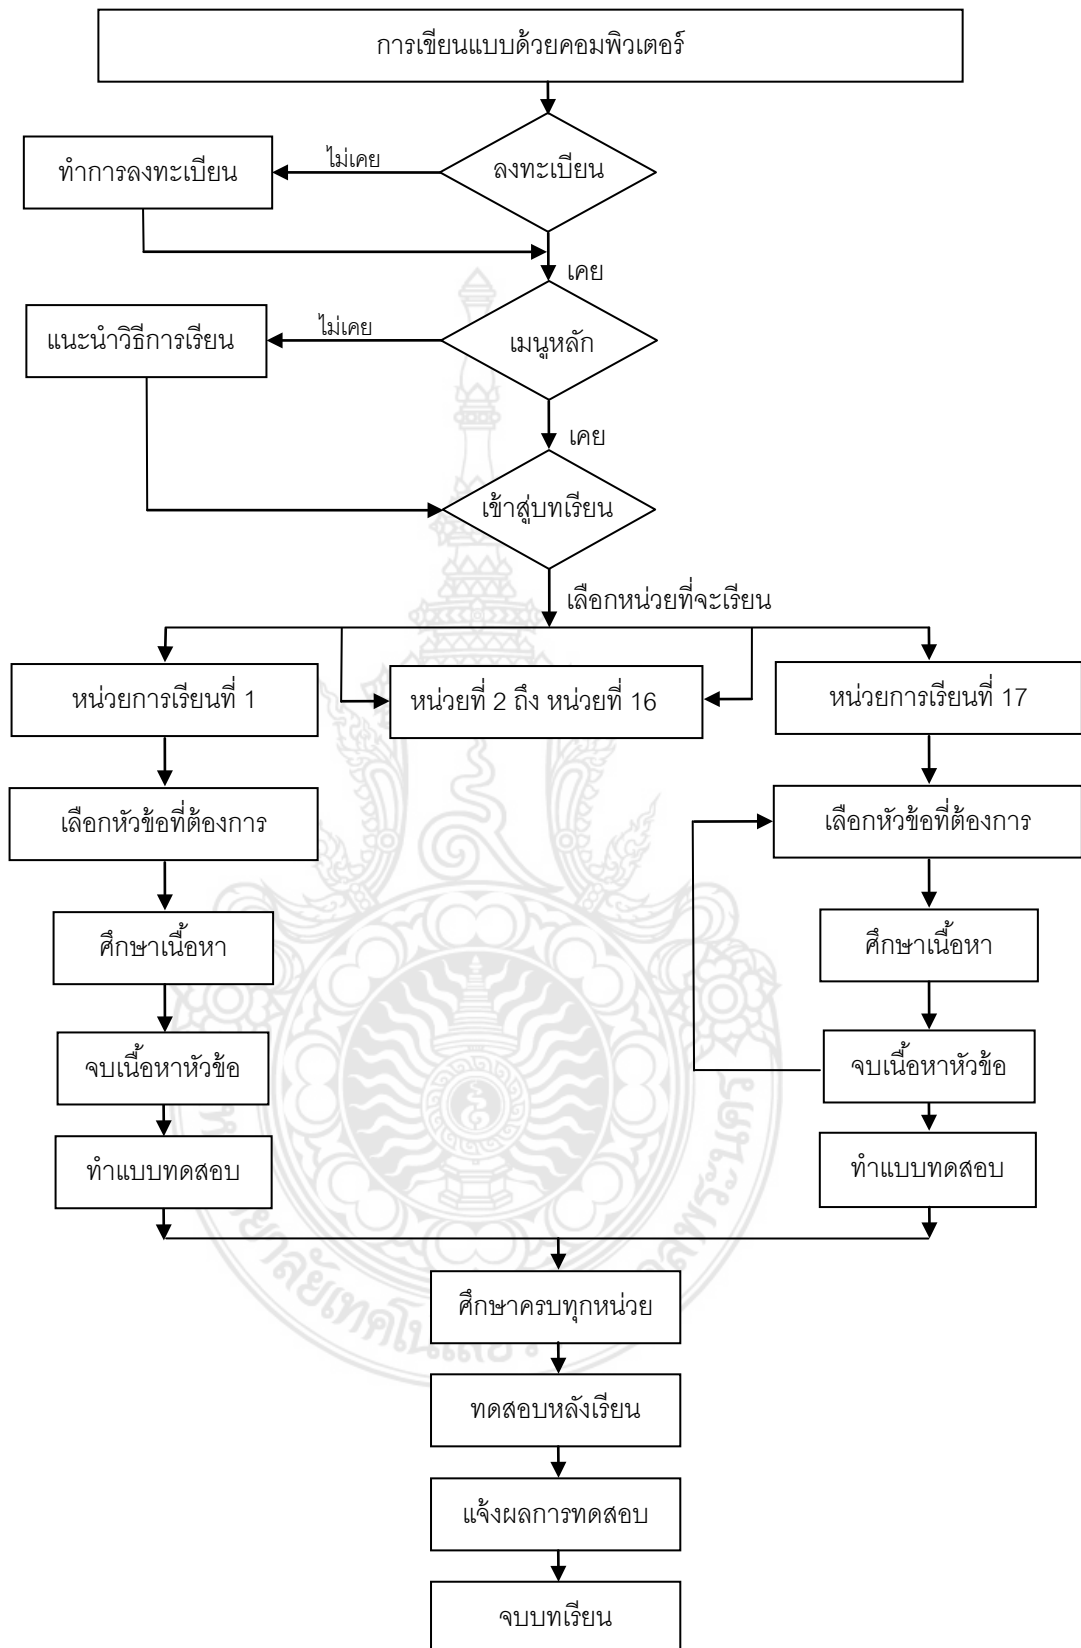 การเขียนแบบด้วยคอมพิวเตอร์
ลงทะเบียน
ไม่เคย
ทำการลงทะเบียน
เคย
เมนูหลัก
ไม่เคย
แนะนำวิธีการเรียน
เคย
เข้าสู่บทเรียน
เลือกหน่วยที่จะเรียน
หน่วยการเรียนที่ 1
หน่วยที่ 2 ถึง หน่วยที่ 16
หน่วยการเรียนที่ 17
เลือกหัวข้อที่ต้องการ
เลือกหัวข้อที่ต้องการ
ศึกษาเนื้อหา
ศึกษาเนื้อหา
จบเนื้อหาหัวข้อ
จบเนื้อหาหัวข้อ
ทำแบบทดสอบ
ทำแบบทดสอบ
ศึกษาครบทุกหน่วย
ทดสอบหลังเรียน
แจ้งผลการทดสอบ
จบบทเรียน